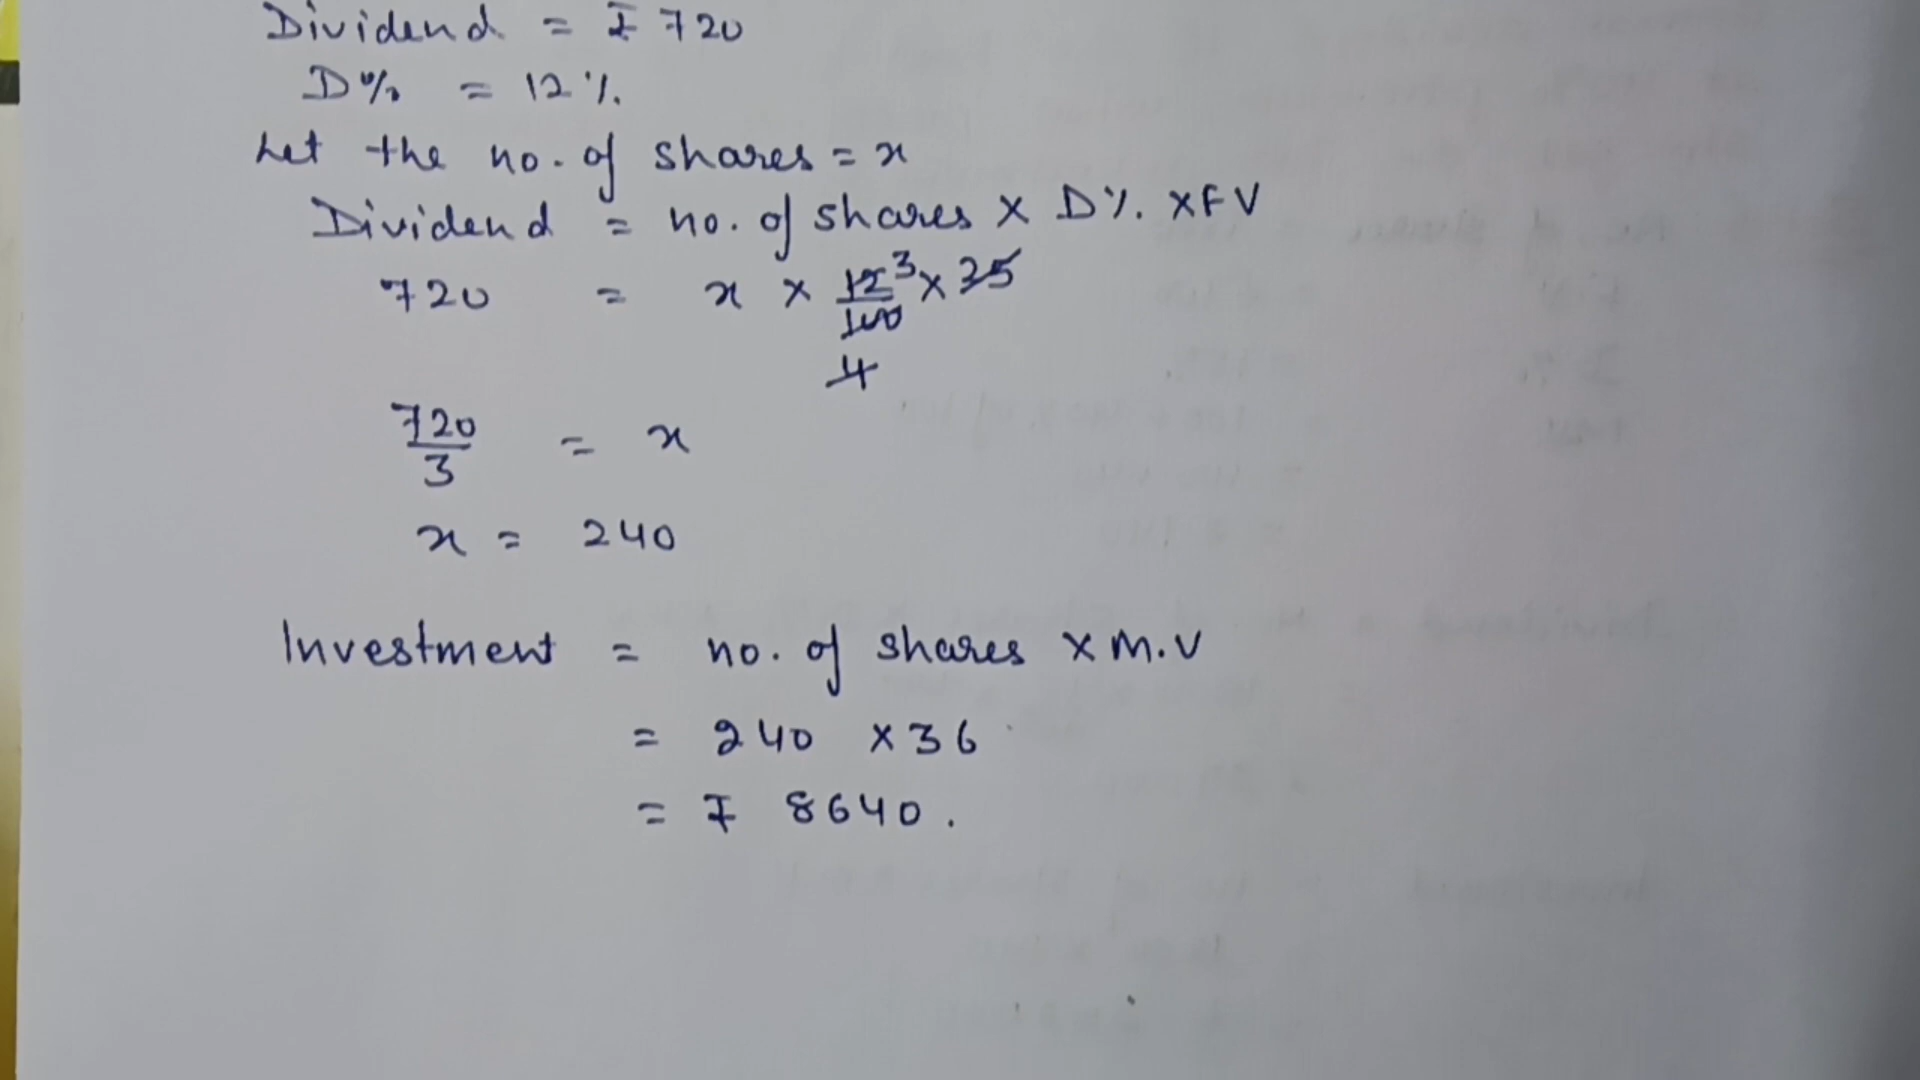 Dividend = ₹ 720
D% = 12%.
Let the no. of shares = x
Dividend = no. of shares × D%. × FV
720 = x × 12/100 × 25
3
4
720/3 = x
x = 240
Investment = no. of shares × M.V
= 240 × 36
= ₹ 8640.